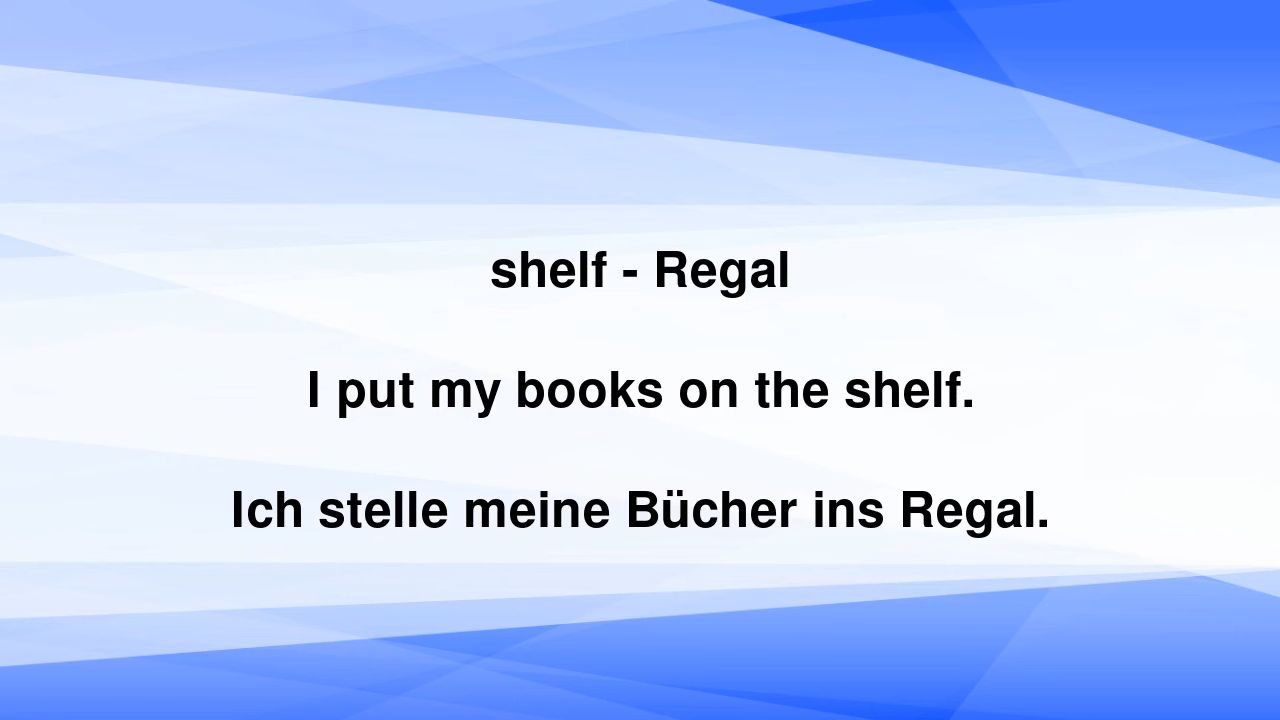 shelf - Regal
I put my books on the shelf.
Ich stelle meine Bücher ins Regal.